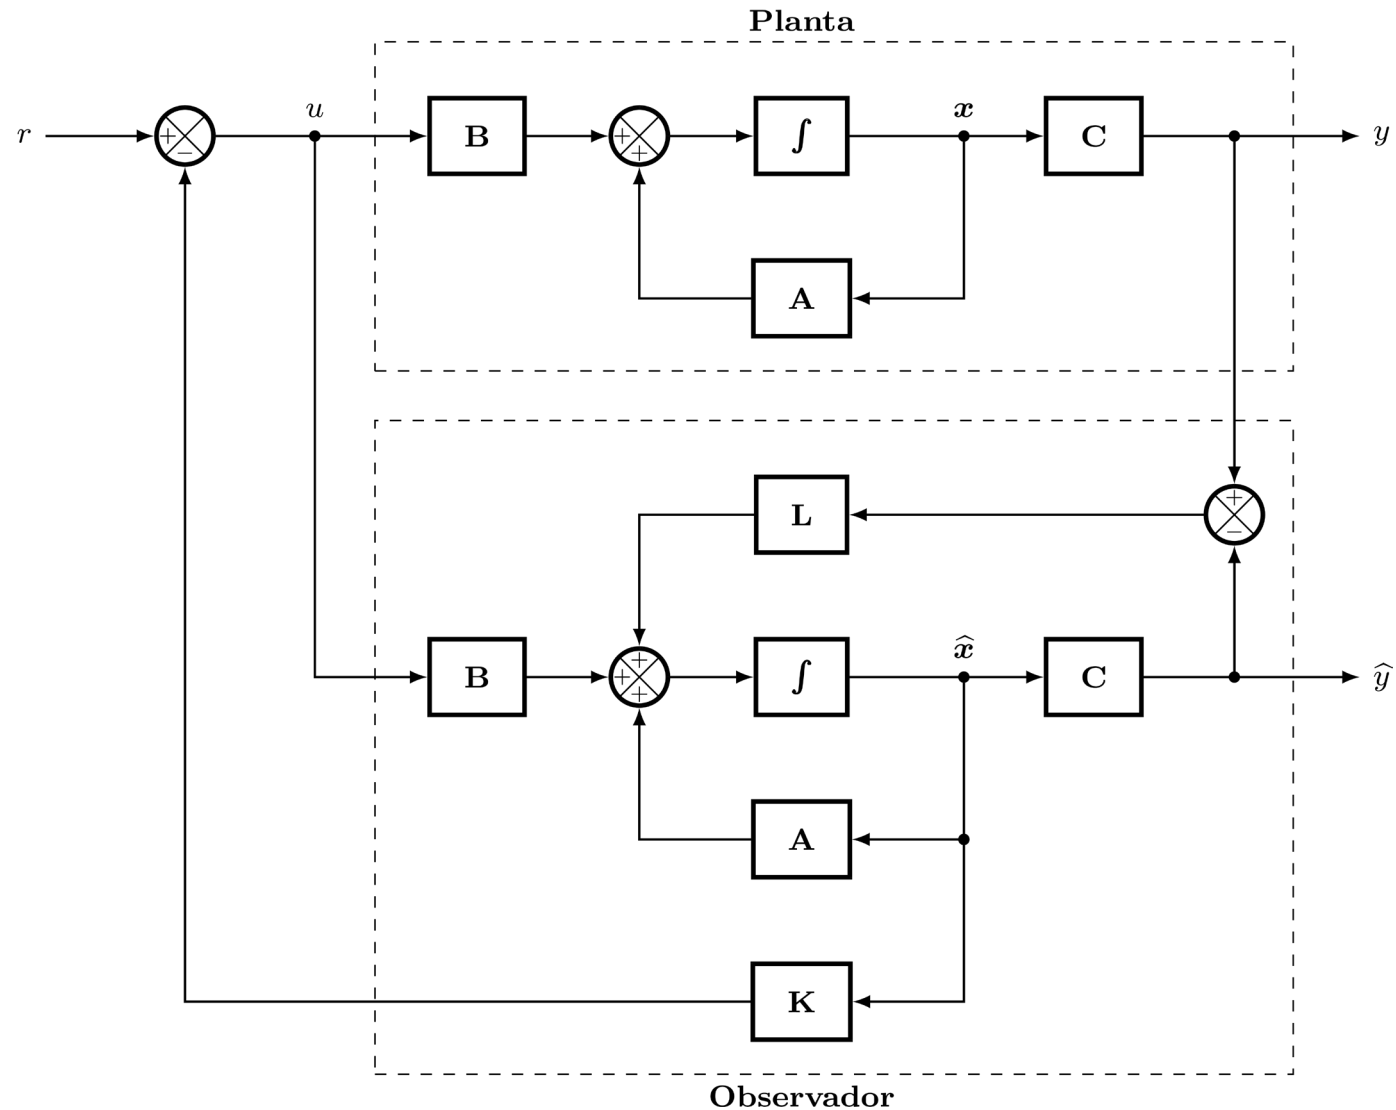 Planta
r + − u B + + ∫ x C y
A
L + −
B + + + ∫ x̂ C ŷ
A
K
Observador